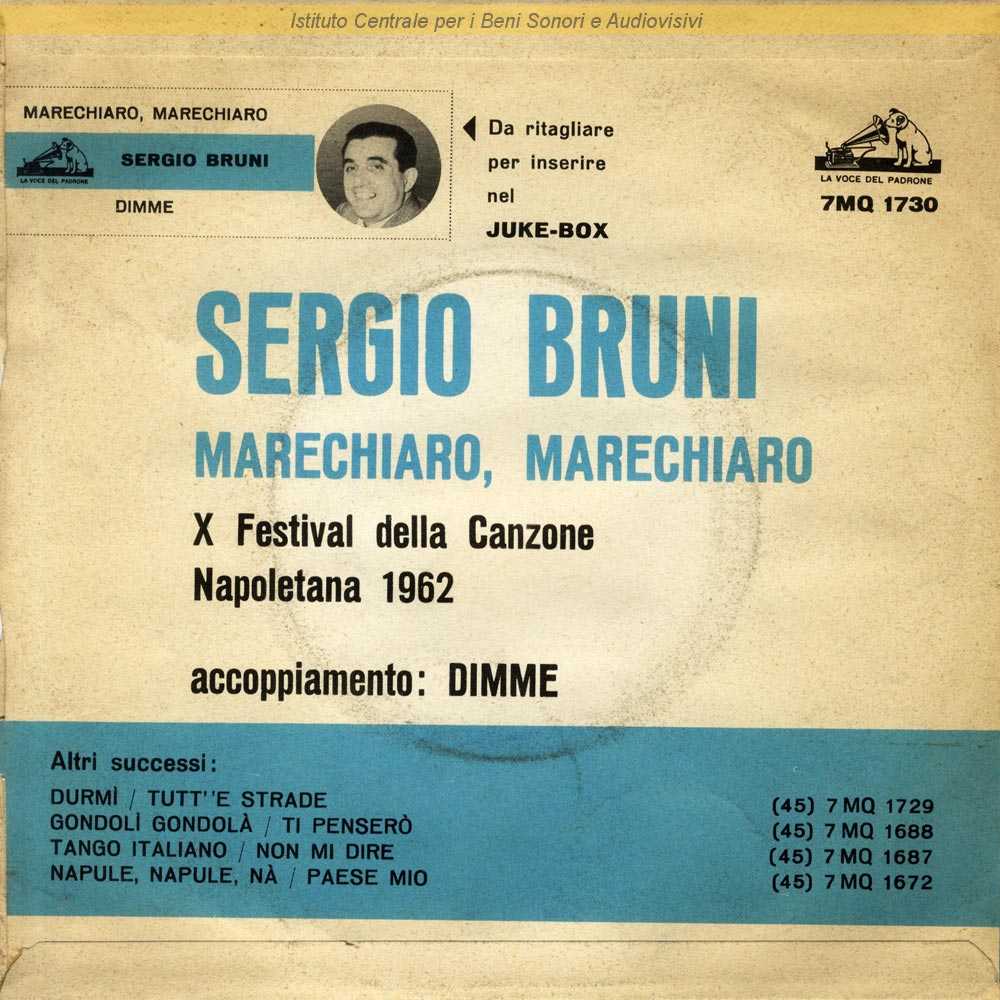 Istituto Centrale per i Beni Sonori e Audiovisivi
MARECHIARO, MARECHIARO
SERGIO BRUNI
LA VOCE DEL PADRONE
DIMME
Da ritagliare
per inserire
nel
JUKE-BOX
LA VOCE DEL PADRONE
7MQ 1730
SERGIO BRUNI
MARECHIARO, MARECHIARO
X Festival della Canzone
Napoletana 1962
accoppiamento: DIMME
Altri successi:
DURMÌ / TUTT''E STRADE (45) 7 MQ 1729
GONDOLÌ GONDOLÀ / TI PENSERÒ (45) 7 MQ 1688
TANGO ITALIANO / NON MI DIRE (45) 7 MQ 1687
NAPULE, NAPULE, NÀ / PAESE MIO (45) 7 MQ 1672